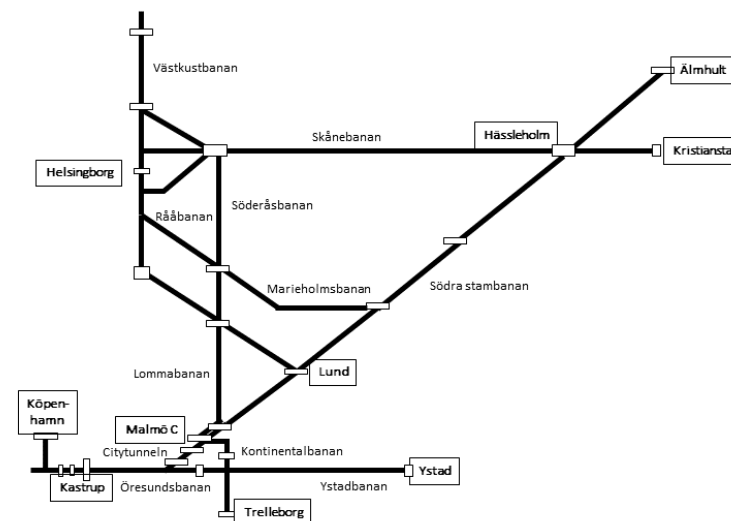 Västkustbanan
Älmhult
Skånebanan
Hässleholm
Kristiansta
Helsingborg
Söderåsbanan
Rååbanan
Marieholmsbanan
Södra stambanan
Lommabanan
Lund
Köpen-
hamn
Malmö C
Citytunneln
Kontinentalbanan
Kastrup
Öresundsbanan
Ystadbanan
Ystad
Trelleborg